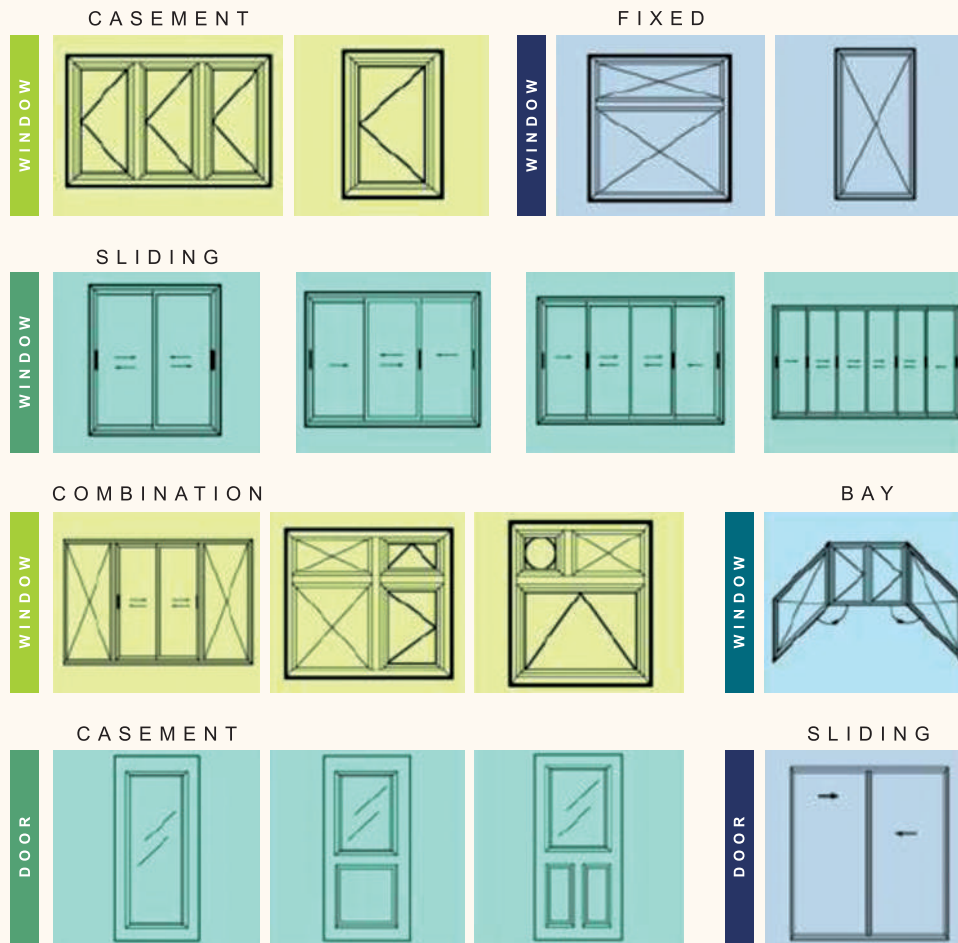 CASEMENT
WINDOW
FIXED
WINDOW
SLIDING
WINDOW
COMBINATION
WINDOW
BAY
WINDOW
CASEMENT
DOOR
SLIDING
DOOR